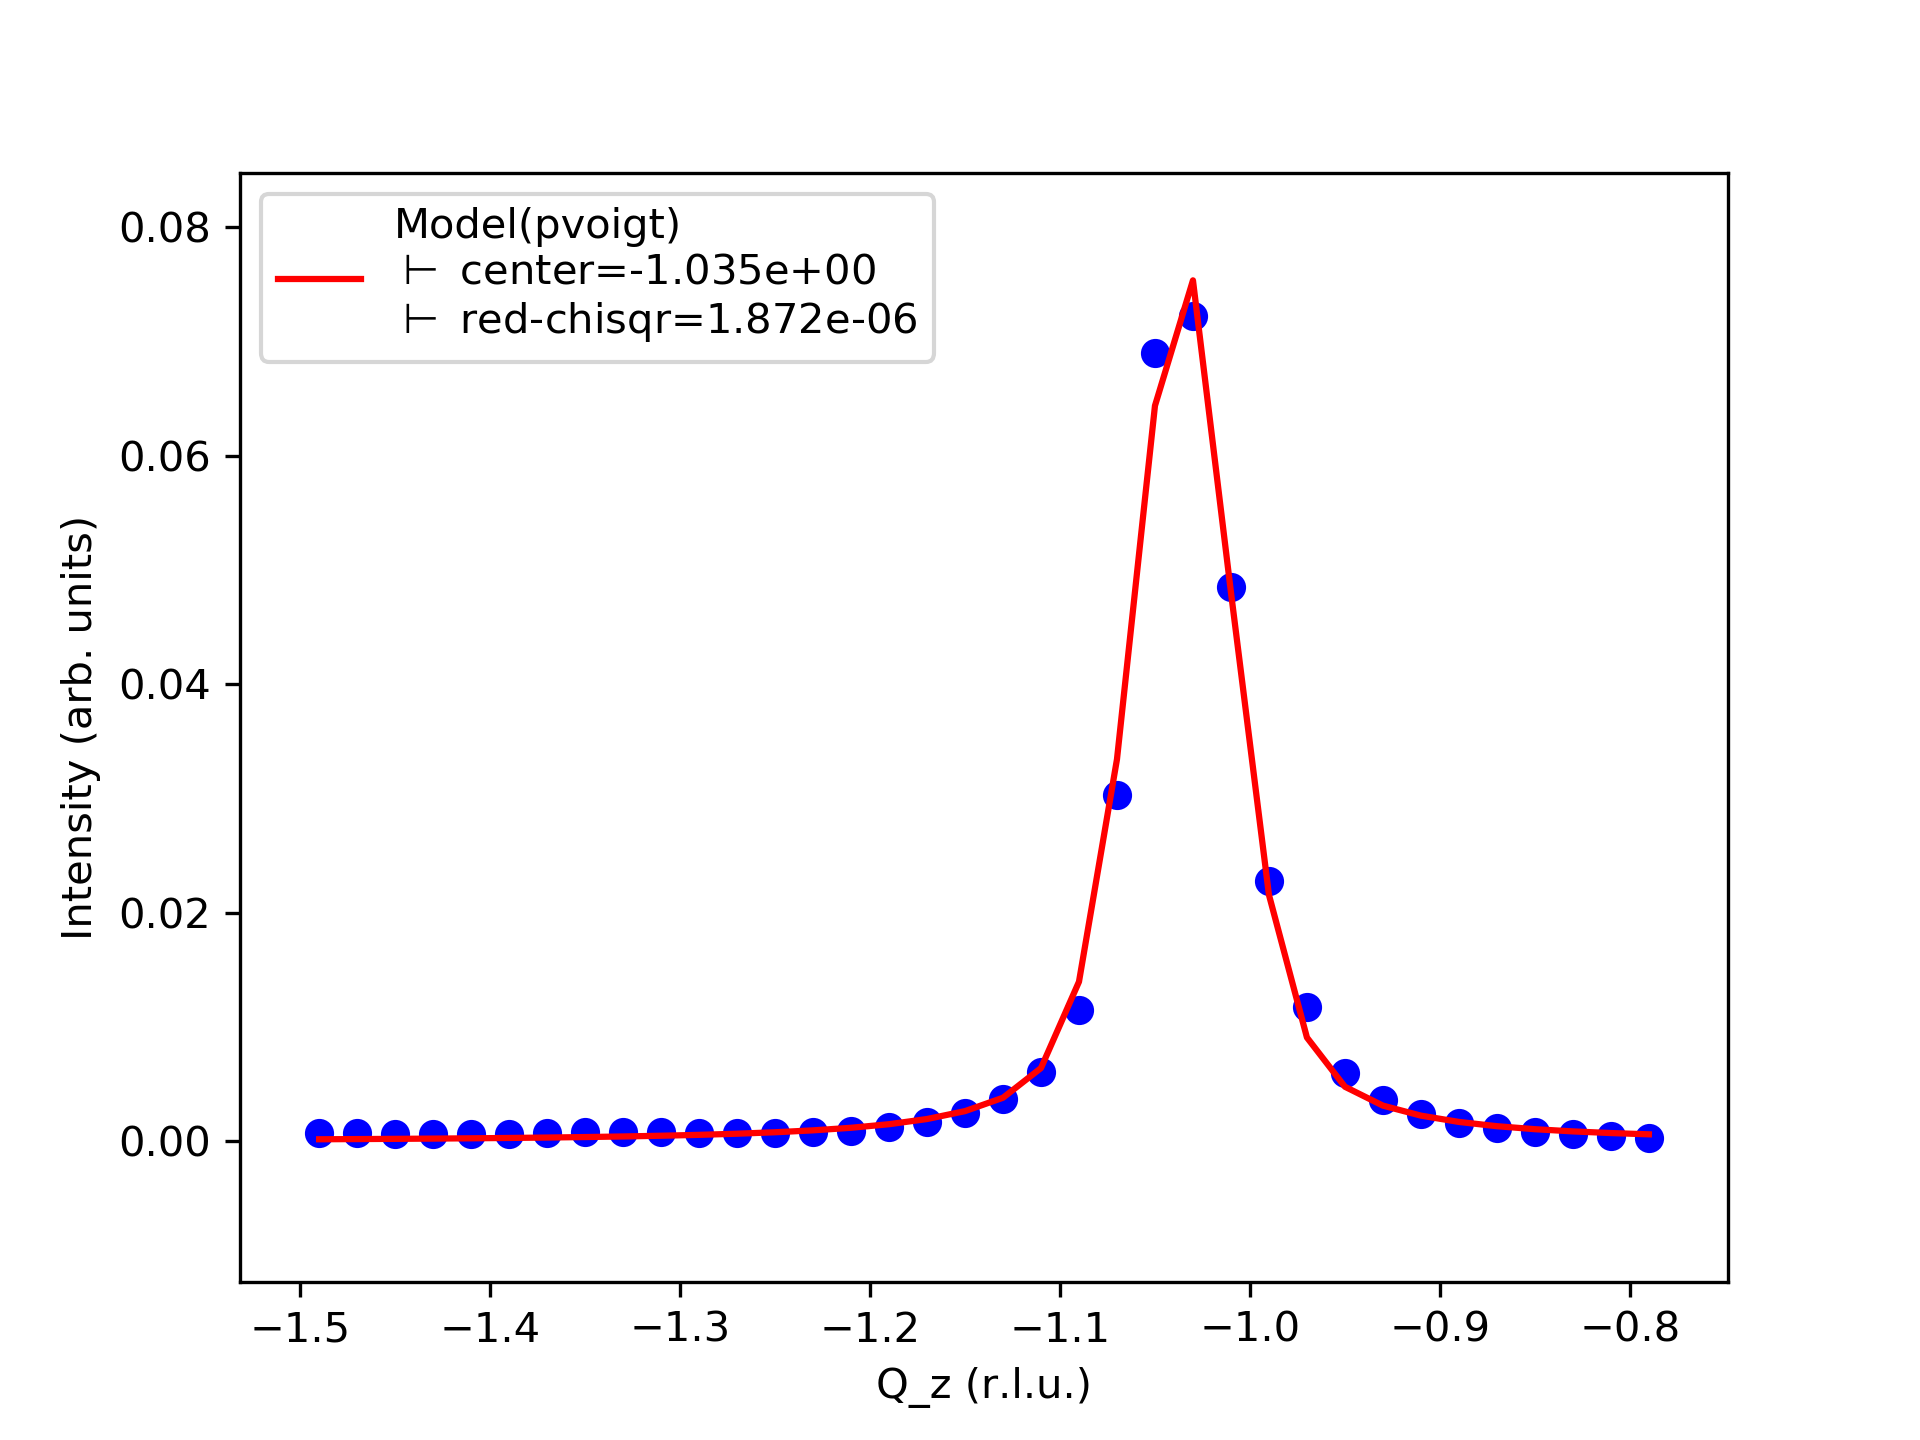 Model(pvoigt)
⊢ center=-1.035e+00
⊢ red-chisqr=1.872e-06
0.08
0.06
0.04
0.02
0.00
Intensity (arb. units)
−1.5 −1.4 −1.3 −1.2 −1.1 −1.0 −0.9 −0.8
Q_z (r.l.u.)